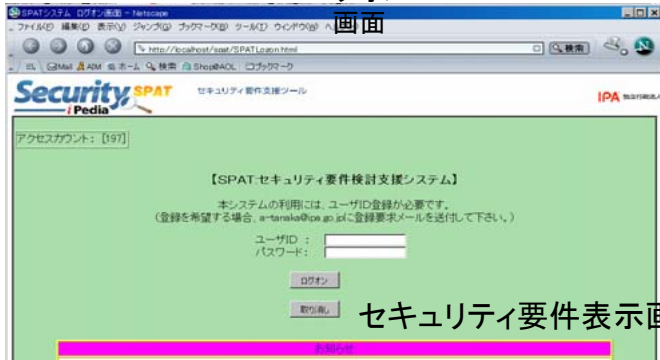 SPATシステム ログオン画面 - Netscape
画面
ファイル(F) 編集(E) 表示(V) ジャンプ(G) ブックマーク(B) ツール(T) ウィンドウ(W)
http://localhost/spat/SPATLogon.html
検索
Mail AIM ホーム 検索 Shop@AOL ブックマーク
Security, SPAT セキュリティ要件支援ツール
i Pedia
IPA
アクセスカウント: [197]
【SPAT:セキュリティ要件検討支援システム】
本システムの利用には、ユーザID登録が必要です。
(登録を希望する場合、a-tanaka@ipa.go.jpに登録要求メールを送付して下さい。)
ユーザID :
パスワード:
ログオン
取り消し
セキュリティ要件表示画
お知らせ